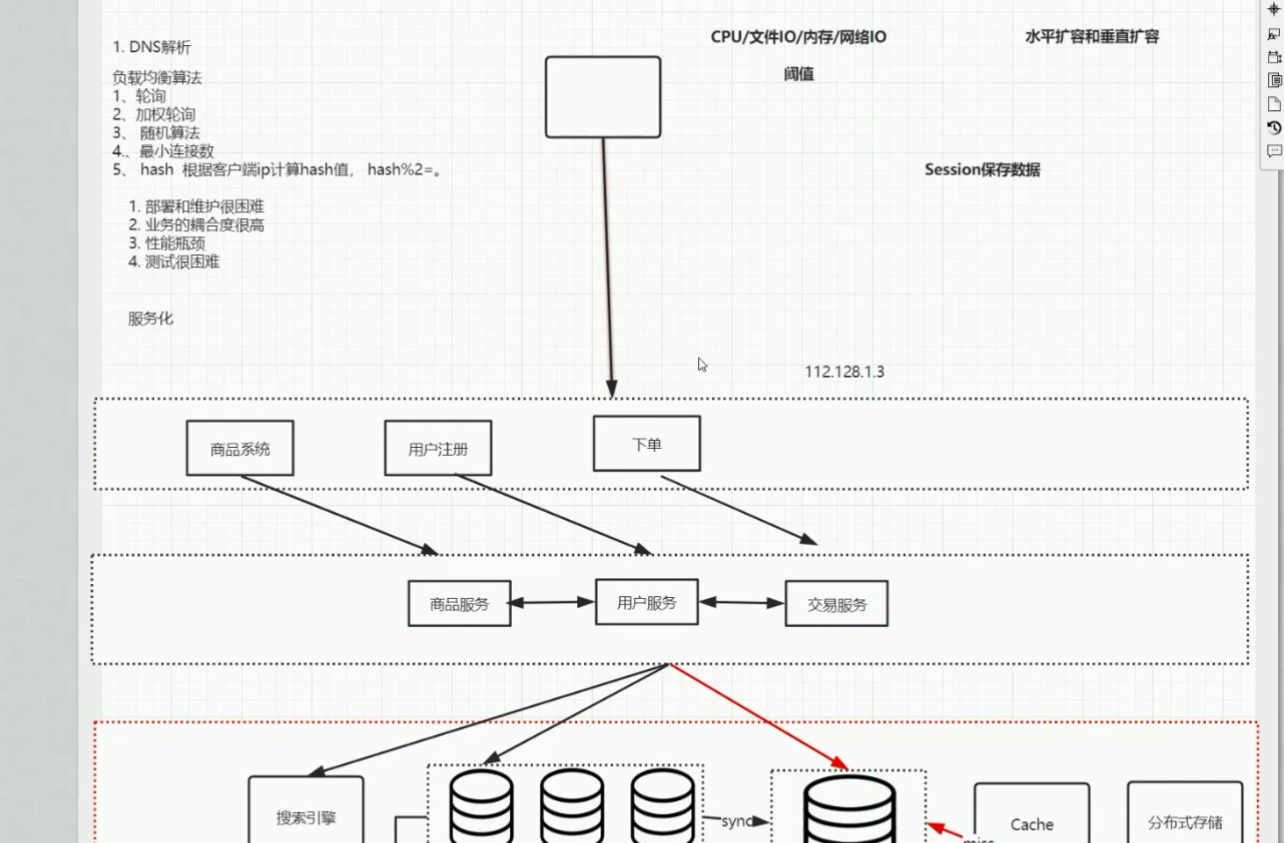 1. DNS解析
负载均衡算法
1、轮询
2、加权轮询
3、 随机算法
4.、最小连接数
5、 hash 根据客户端ip计算hash值， hash%2=。
1. 部署和维护很困难
2. 业务的耦合度很高
3. 性能瓶颈
4. 测试很困难
服务化
CPU/文件IO/内存/网络IO
阈值
水平扩容和垂直扩容
Session保存数据
112.128.1.3
商品系统
用户注册
下单
商品服务
用户服务
交易服务
搜索引擎
sync
Cache
分布式存储